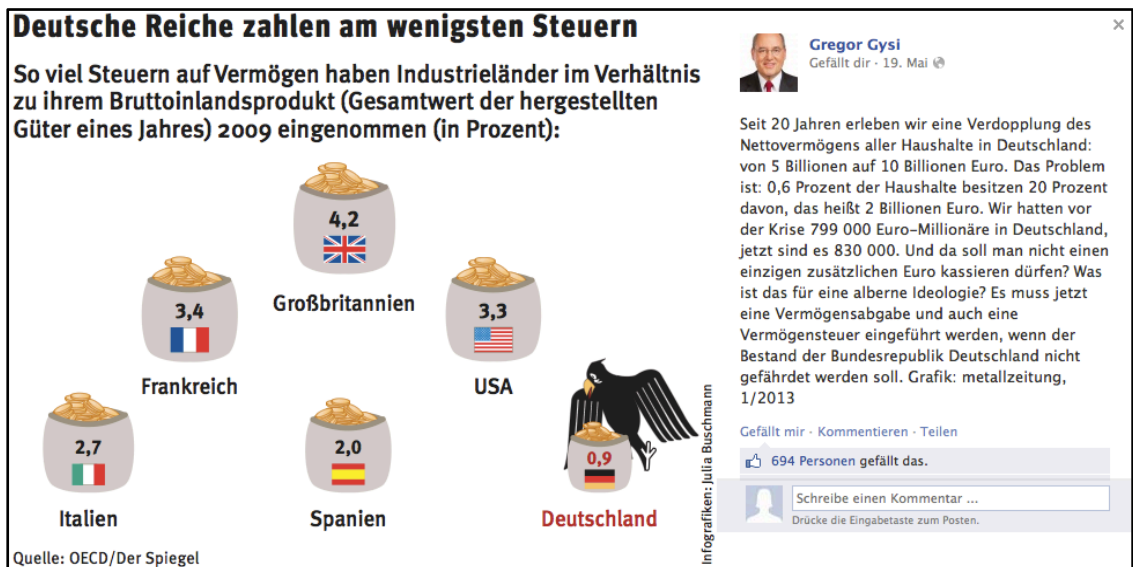 Deutsche Reiche zahlen am wenigsten Steuern
So viel Steuern auf Vermögen haben Industrieländer im Verhältnis
zu ihrem Bruttoinlandsprodukt (Gesamtwert der hergestellten
Güter eines Jahres) 2009 eingenommen (in Prozent):
4,2
Großbritannien
3,4
Frankreich
3,3
USA
2,7
Italien
2,0
Spanien
0,9
Deutschland
Infografiken: Julia Buschmann
Quelle: OECD/Der Spiegel
×
Gregor Gysi
Gefällt dir · 19. Mai
Seit 20 Jahren erleben wir eine Verdopplung des
Nettovermögens aller Haushalte in Deutschland:
von 5 Billionen auf 10 Billionen Euro. Das Problem
ist: 0,6 Prozent der Haushalte besitzen 20 Prozent
davon, das heißt 2 Billionen Euro. Wir hatten vor
der Krise 799 000 Euro-Millionäre in Deutschland,
jetzt sind es 830 000. Und da soll man nicht einen
einzigen zusätzlichen Euro kassieren dürfen? Was
ist das für eine alberne Ideologie? Es muss jetzt
eine Vermögensabgabe und auch eine
Vermögensteuer eingeführt werden, wenn der
Bestand der Bundesrepublik Deutschland nicht
gefährdet werden soll. Grafik: metallzeitung,
1/2013
Gefällt mir · Kommentieren · Teilen
694 Personen gefällt das.
Schreibe einen Kommentar ...
Drücke die Eingabetaste zum Posten.